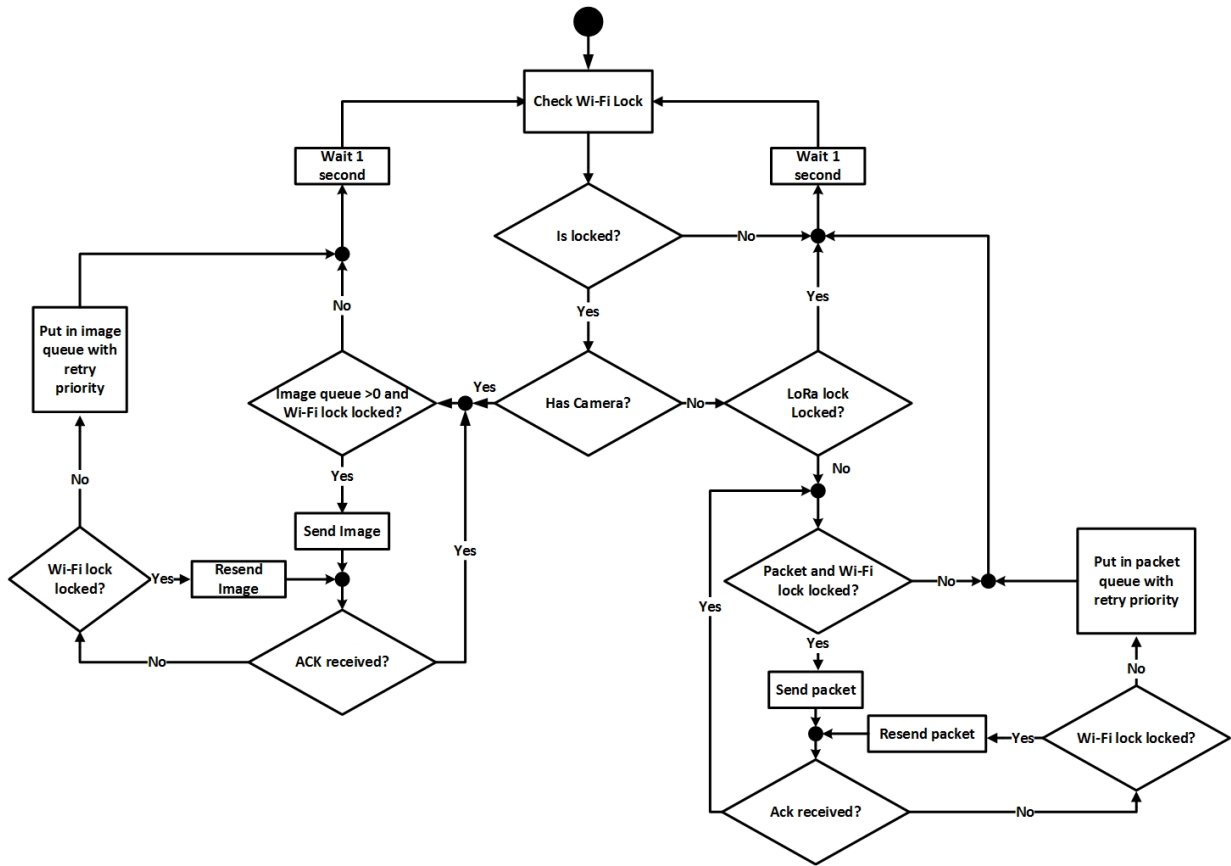 Check Wi-Fi Lock
Wait 1
second
Wait 1
second
Is locked?
No
Yes
No
Yes
Put in image
queue with
retry
priority
Image queue >0 and
Wi-Fi lock locked?
Yes
Has Camera?
No
LoRa lock
Locked?
No
Yes
No
Send Image
Yes
Wi-Fi lock
locked?
Yes
Resend
Image
Packet and Wi-Fi
lock locked?
No
Put in packet
queue with
retry priority
Yes
No
ACK received?
Yes
No
Send packet
Resend packet
Yes
Wi-Fi lock locked?
Ack received?
No